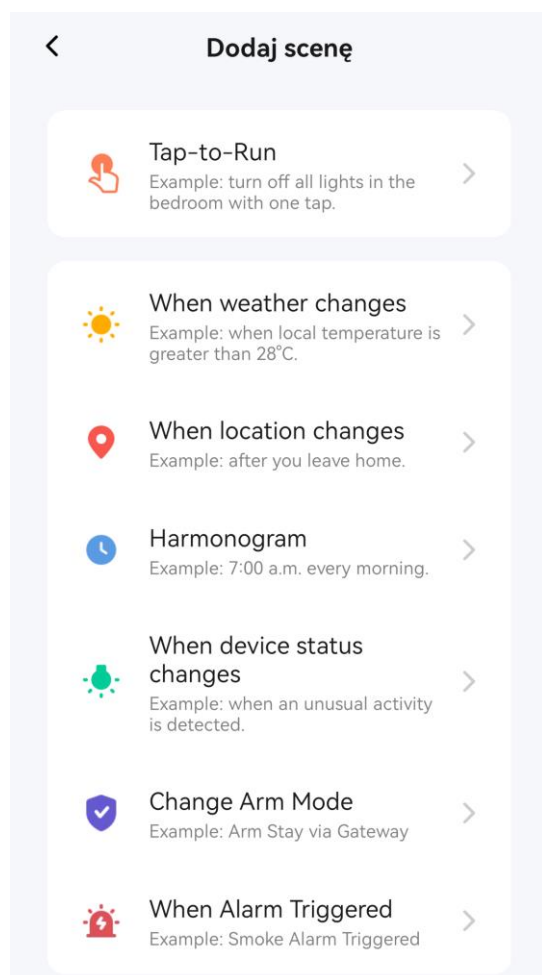 Dodaj scenę
Tap-to-Run
Example: turn off all lights in the
bedroom with one tap.
When weather changes
Example: when local temperature is
greater than 28°C.
When location changes
Example: after you leave home.
Harmonogram
Example: 7:00 a.m. every morning.
When device status
changes
Example: when an unusual activity
is detected.
Change Arm Mode
Example: Arm Stay via Gateway
When Alarm Triggered
Example: Smoke Alarm Triggered